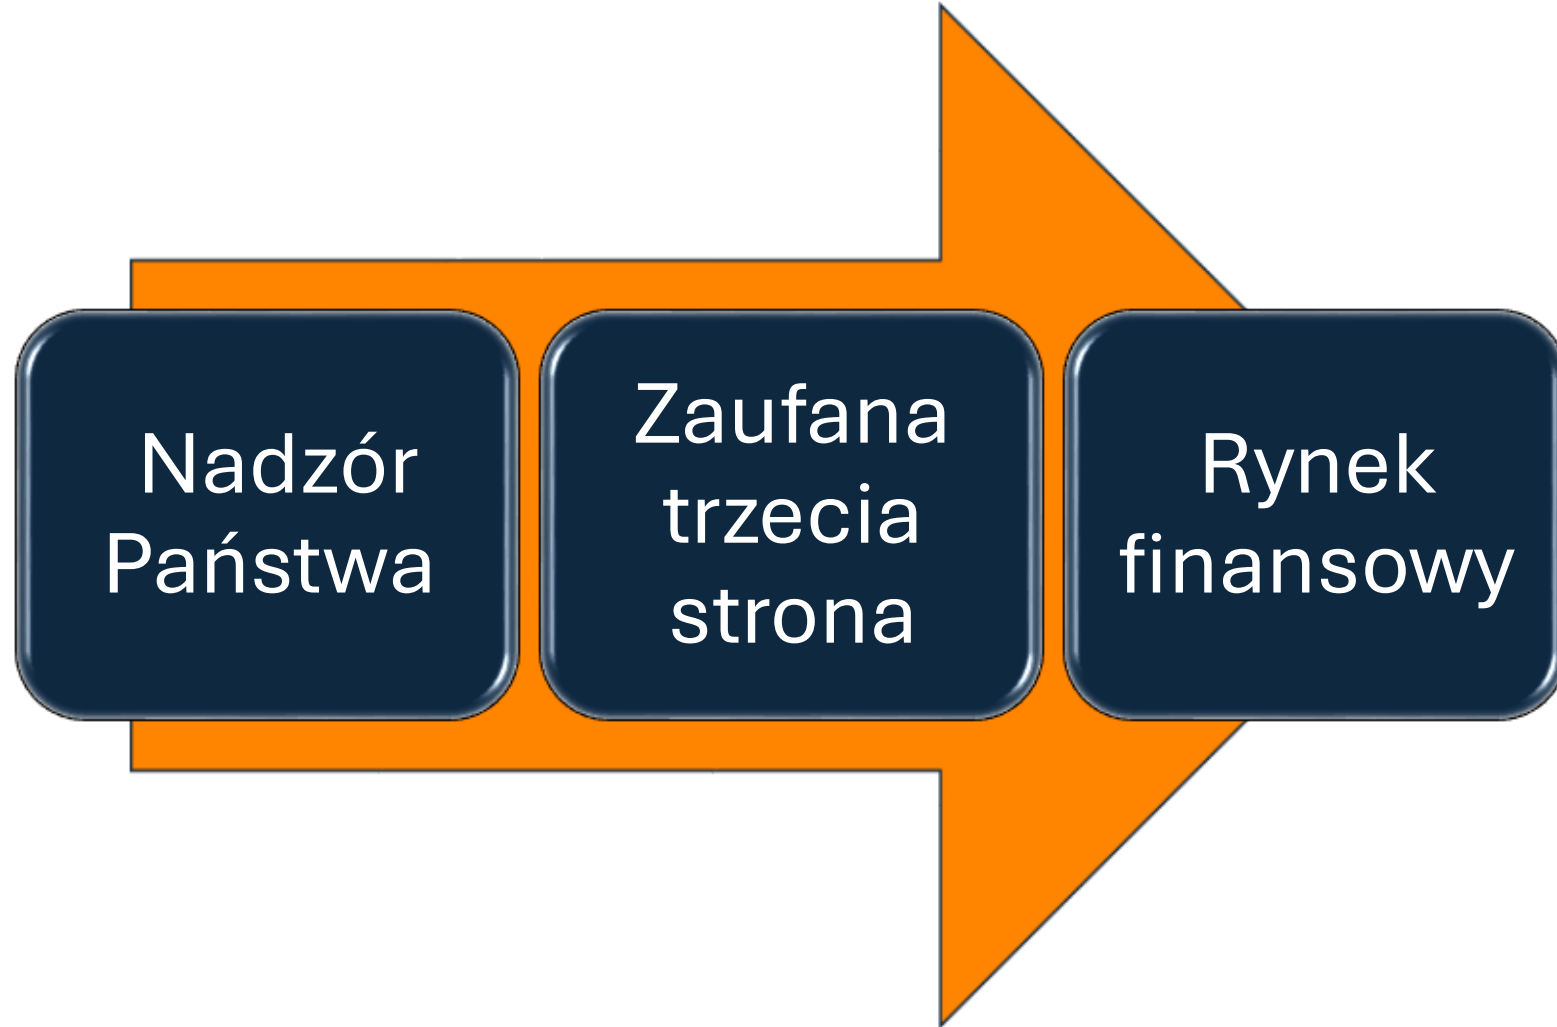 Nadzór
Państwa
Zaufana
trzecia
strona
Rynek
finansowy